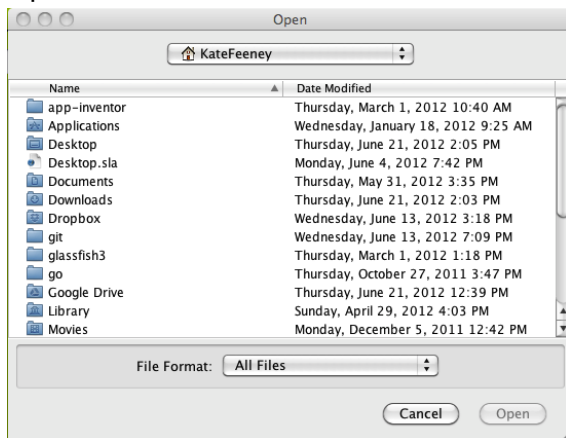 Open
KateFeeney
Name Date Modified
app-inventor Thursday, March 1, 2012 10:40 AM
Applications Wednesday, January 18, 2012 9:25 AM
Desktop Thursday, June 21, 2012 2:05 PM
Desktop.sla Monday, June 4, 2012 7:42 PM
Documents Thursday, May 31, 2012 3:35 PM
Downloads Thursday, June 21, 2012 2:03 PM
Dropbox Wednesday, June 13, 2012 3:18 PM
git Wednesday, June 13, 2012 7:09 PM
glassfish3 Thursday, March 1, 2012 1:18 PM
go Thursday, October 27, 2011 3:47 PM
Google Drive Thursday, June 21, 2012 12:39 PM
Library Sunday, April 29, 2012 4:03 PM
Movies Monday, December 5, 2011 12:42 PM
File Format: All Files
Cancel Open